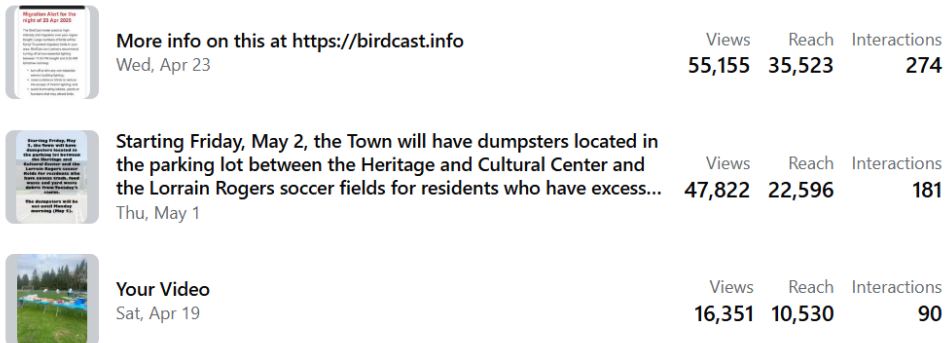 Migration Alert for the
night of 23 Apr 2025
More info on this at https://birdcast.info
Wed, Apr 23
Views Reach Interactions
55,155 35,523 274
Starting Friday, May
2, the Town will have
dumpsters located in
the parking lot between
the Heritage and
Cultural Center and the
Lorrain Rogers soccer
fields for residents who
have excess trash, food
waste and yard waste
debris from Tuesday's
The dumpsters will be
out until Monday
morning (May 5).
Starting Friday, May 2, the Town will have dumpsters located in
the parking lot between the Heritage and Cultural Center and
the Lorrain Rogers soccer fields for residents who have excess...
Thu, May 1
Views Reach Interactions
47,822 22,596 181
Your Video
Sat, Apr 19
Views Reach Interactions
16,351 10,530 90